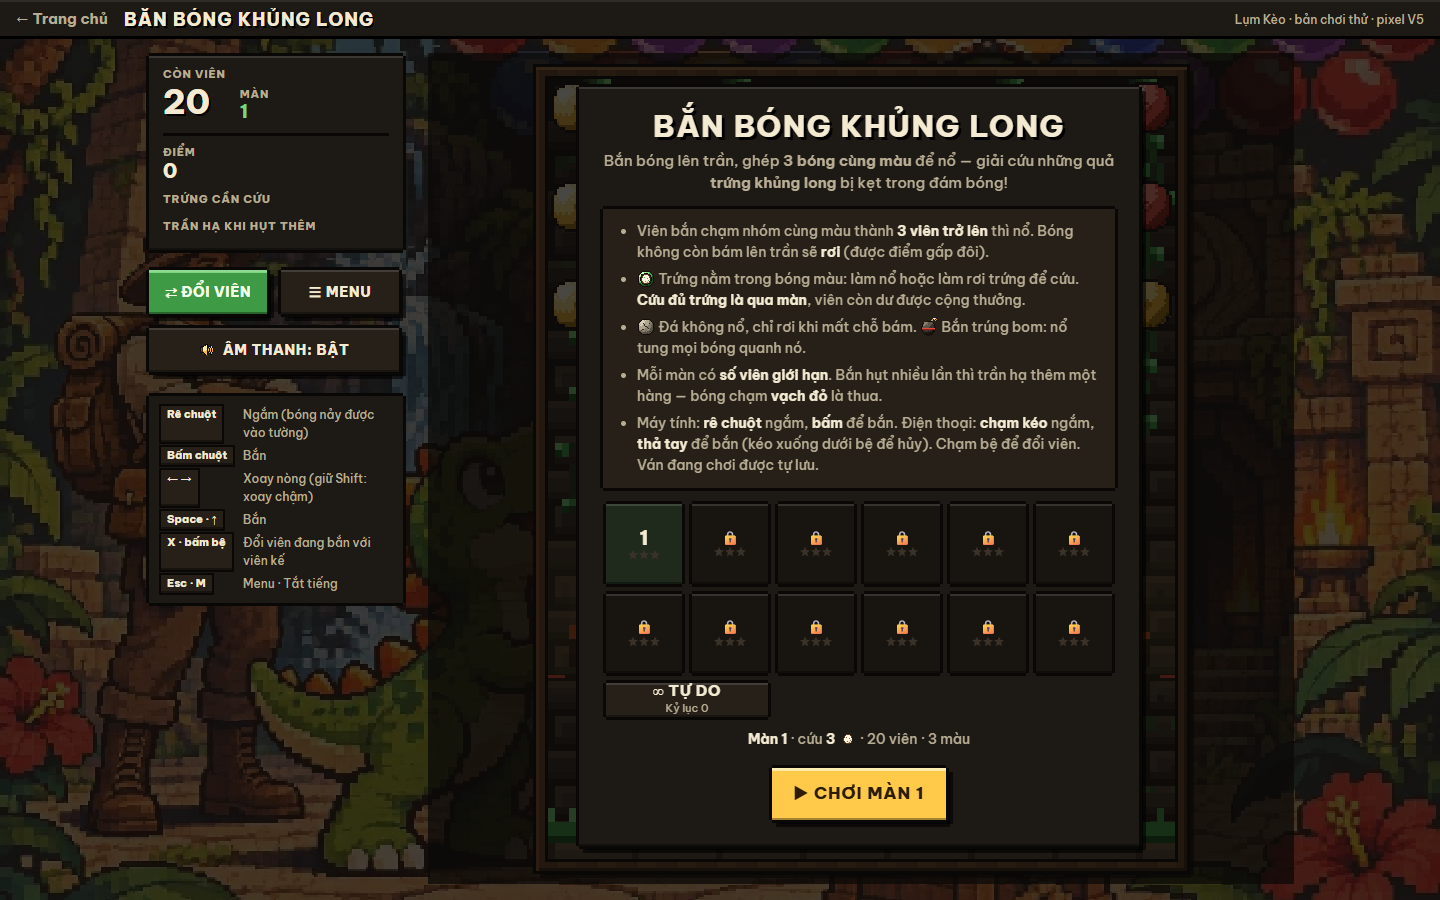 ← Trang chủ
BẮN BÓNG KHỦNG LONG
Lụm Kèo · bản chơi thử · pixel V5
CÒN VIÊN
20
MÀN
1
ĐIỂM
0
TRỨNG CẦN CỨU
TRẦN HẠ KHI HỤT THÊM
⇄ ĐỔI VIÊN
☰ MENU
ÂM THANH: BẬT
Rê chuột
Ngắm (bóng nảy được
vào tường)
Bấm chuột
Bắn
←→
Xoay nòng (giữ Shift:
xoay chậm)
Space · ↑
Bắn
X · bấm bệ
Đổi viên đang bắn với
viên kế
Esc · M
Menu · Tắt tiếng
BẮN BÓNG KHỦNG LONG
Bắn bóng lên trần, ghép 3 bóng cùng màu để nổ — giải cứu những quả
trứng khủng long bị kẹt trong đám bóng!
• Viên bắn chạm nhóm cùng màu thành 3 viên trở lên thì nổ. Bóng
không còn bám lên trần sẽ rơi (được điểm gấp đôi).
• Trứng nằm trong bóng màu: làm nổ hoặc làm rơi trứng để cứu.
Cứu đủ trứng là qua màn, viên còn dư được cộng thưởng.
• Đá không nổ, chỉ rơi khi mất chỗ bám. Bắn trúng bom: nổ
tung mọi bóng quanh nó.
• Mỗi màn có số viên giới hạn. Bắn hụt nhiều lần thì trần hạ thêm một
hàng — bóng chạm vạch đỏ là thua.
• Máy tính: rê chuột ngắm, bấm để bắn. Điện thoại: chạm kéo ngắm,
thả tay để bắn (kéo xuống dưới bệ để hủy). Chạm bệ để đổi viên.
Ván đang chơi được tự lưu.
1
∞ TỰ DO
Kỷ lục 0
Màn 1 · cứu 3 · 20 viên · 3 màu
▶ CHƠI MÀN 1